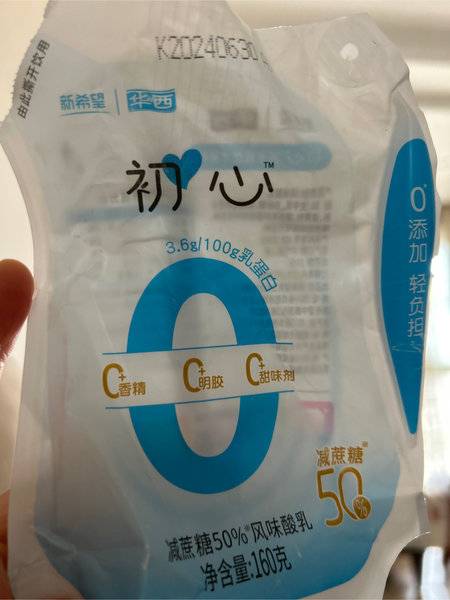 由此撕开饮用
K20240630
新希望 华西
初心™
3.6g/100g乳蛋白
0
0+香精 0+明胶 0+甜味剂
0*添加 轻负担
减蔗糖※
50%
减蔗糖50%※风味酸乳
净含量:160克